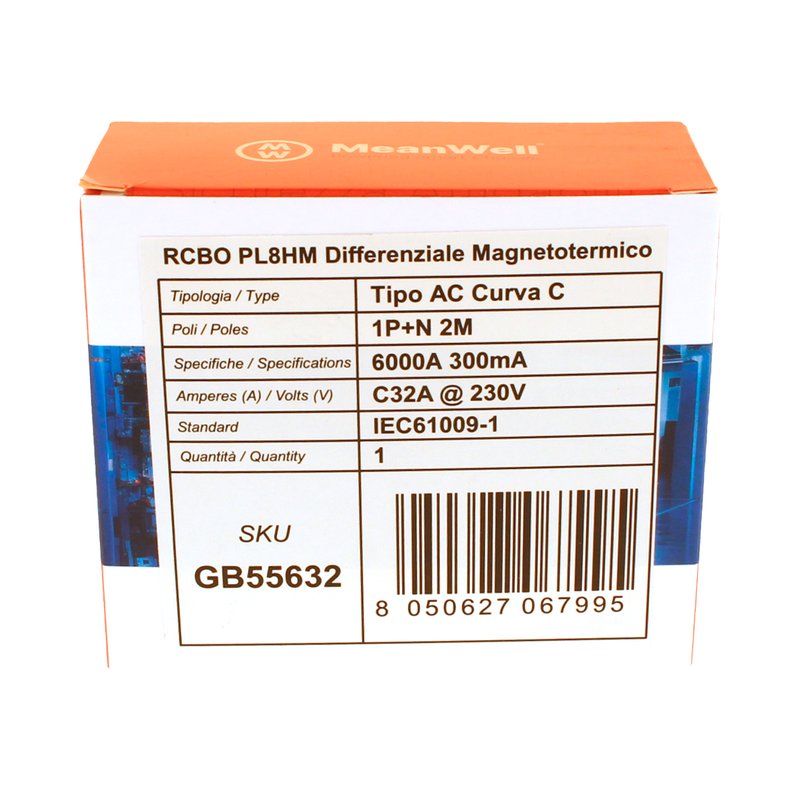 MW MeanWell
RCBO PL8HM Differenziale Magnetotermico
Tipologia / Type Tipo AC Curva C
Poli / Poles 1P+N 2M
Specifiche / Specifications 6000A 300mA
Amperes (A) / Volts (V) C32A @ 230V
Standard IEC61009-1
Quantità / Quantity 1
SKU
GB55632
8 050627 067995